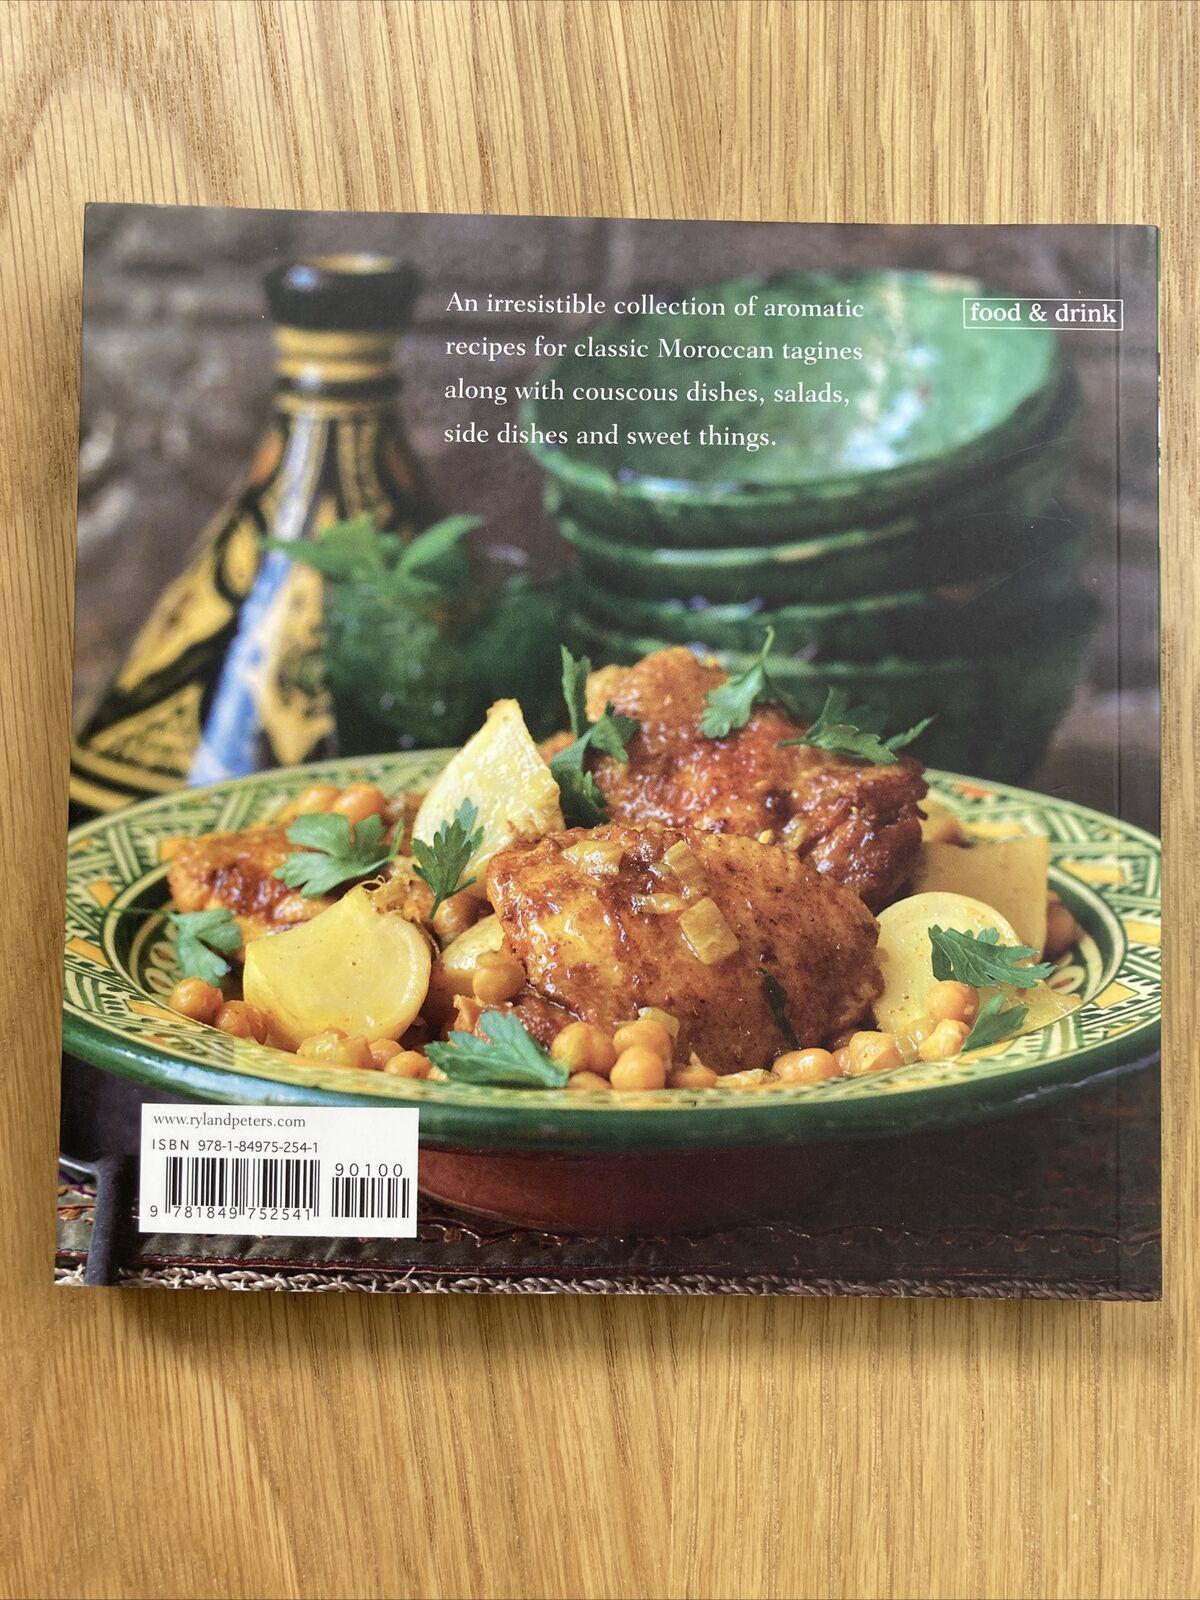 An irresistible collection of aromatic
recipes for classic Moroccan tagines
along with couscous dishes, salads,
side dishes and sweet things.
food & drink
www.rylandpeters.com
ISBN 978-1-84975-254-1
90100
9 781849 752541